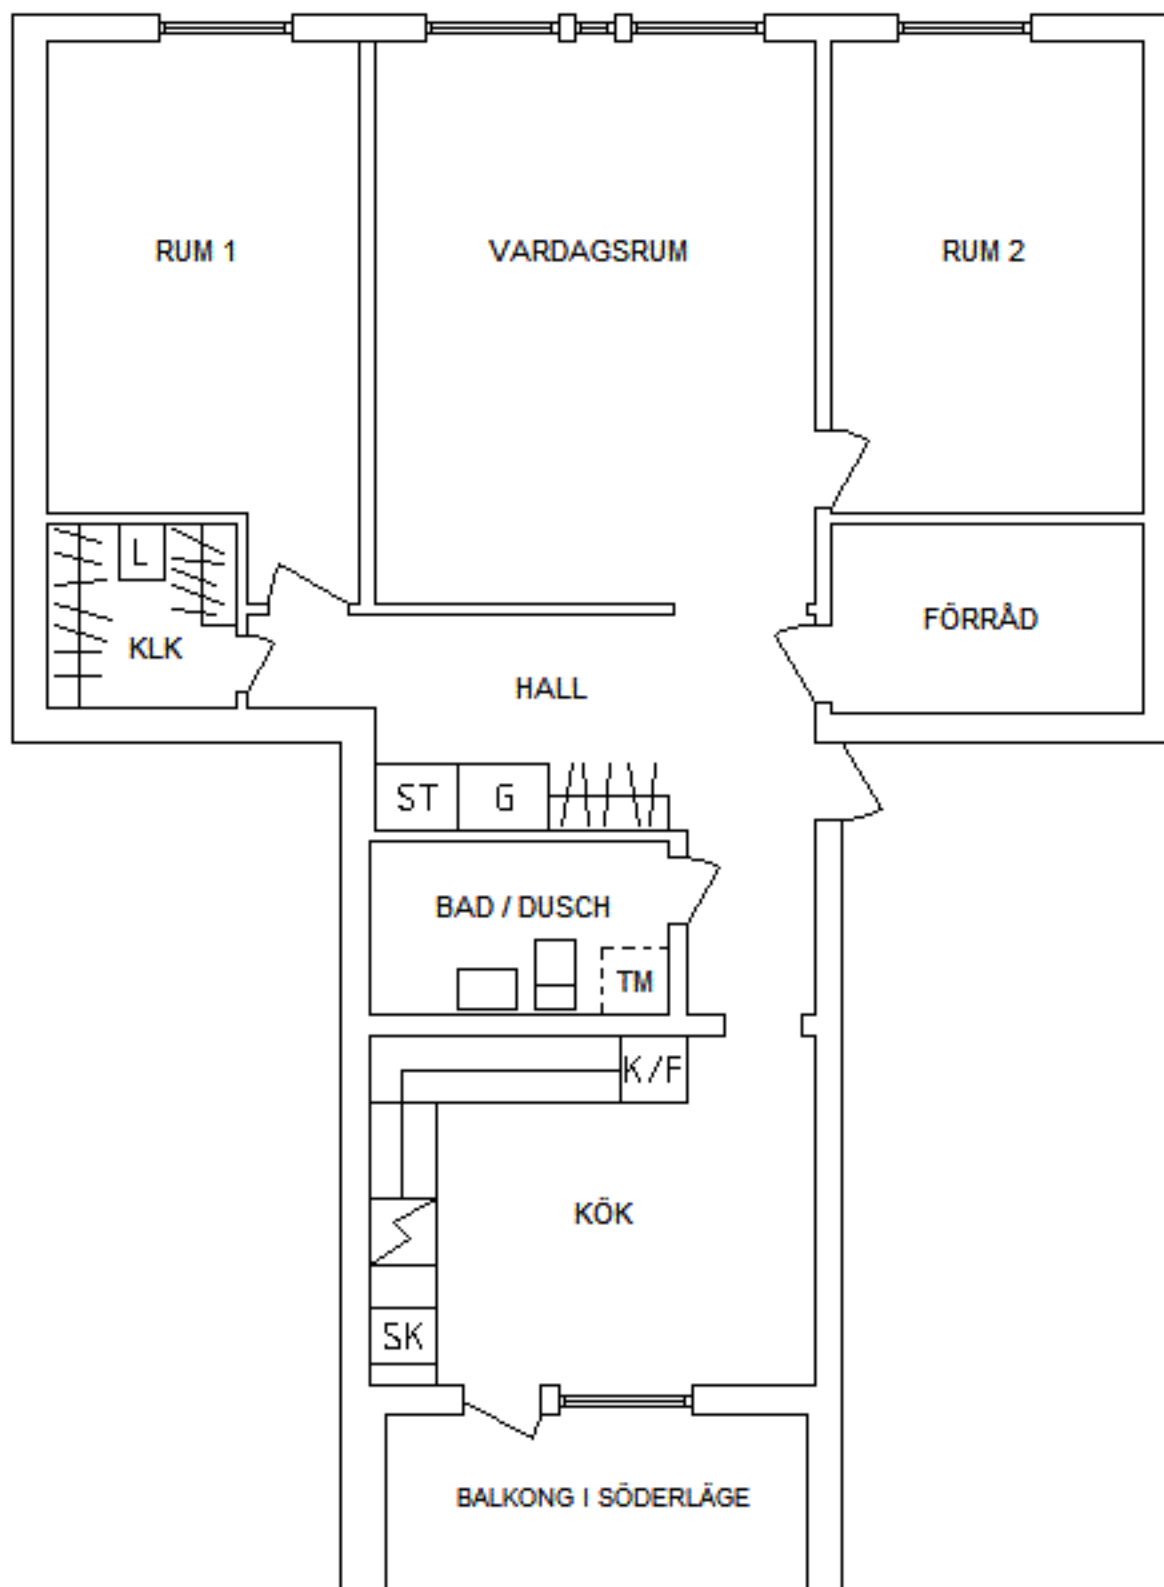 RUM 1
VARDAGSRUM
RUM 2
L
KLK
FÖRRÅD
HALL
ST
G
BAD / DUSCH
TM
K/F
KÖK
SK
BALKONG I SÖDERLÄGE